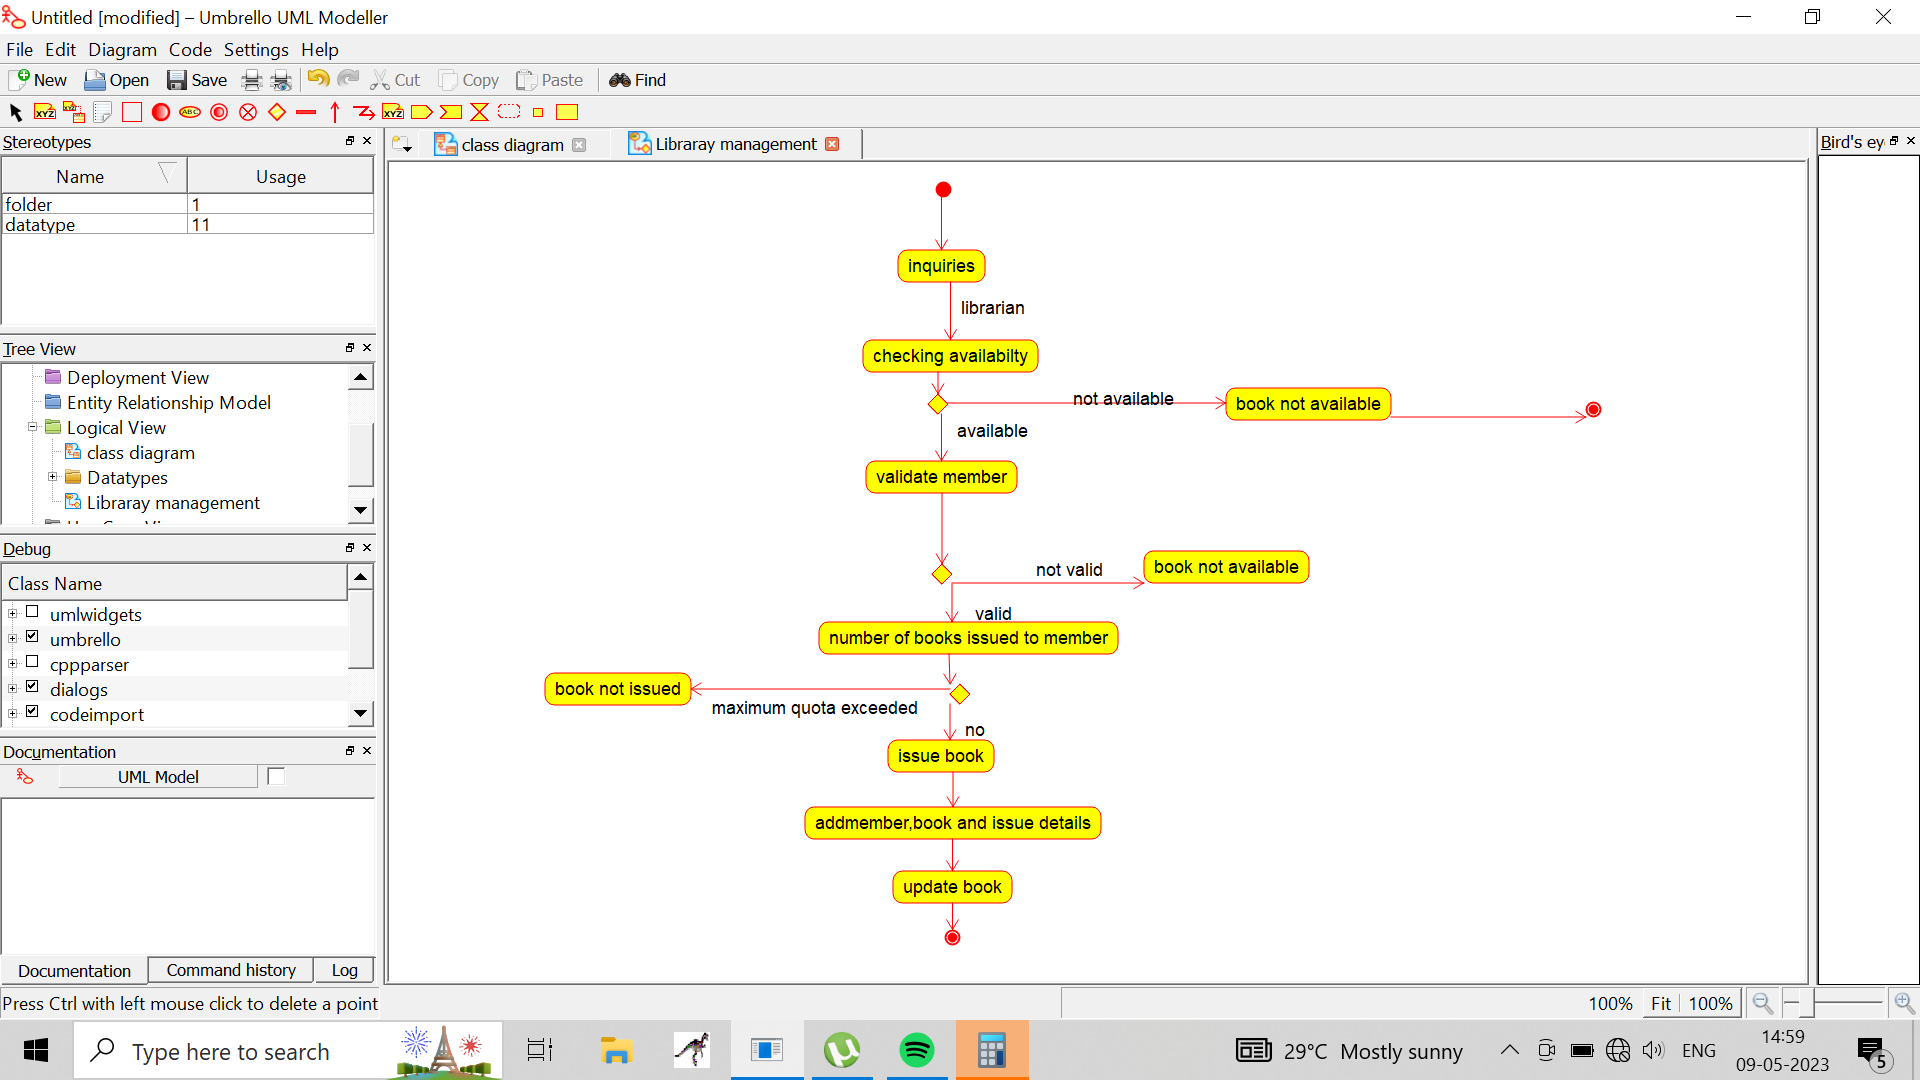 Untitled [modified] – Umbrello UML Modeller
File Edit Diagram Code Settings Help
New Open Save Cut Copy Paste Find
XYZ XYZ ABC XYZ
Stereotypes
Name Usage
folder 1
datatype 11
Tree View
Deployment View
Entity Relationship Model
Logical View
class diagram
Datatypes
Libraray management
Debug
Class Name
umlwidgets
umbrello
cppparser
dialogs
codeimport
Documentation
UML Model
Documentation Command history Log
Press Ctrl with left mouse click to delete a point
class diagram Libraray management
Bird's ey
inquiries
librarian
checking availabilty
not available
book not available
available
validate member
not valid
book not available
valid
number of books issued to member
book not issued
maximum quota exceeded
no
issue book
addmember,book and issue details
update book
100% Fit 100%
Type here to search
29°C Mostly sunny
ENG
14:59
09-05-2023
5